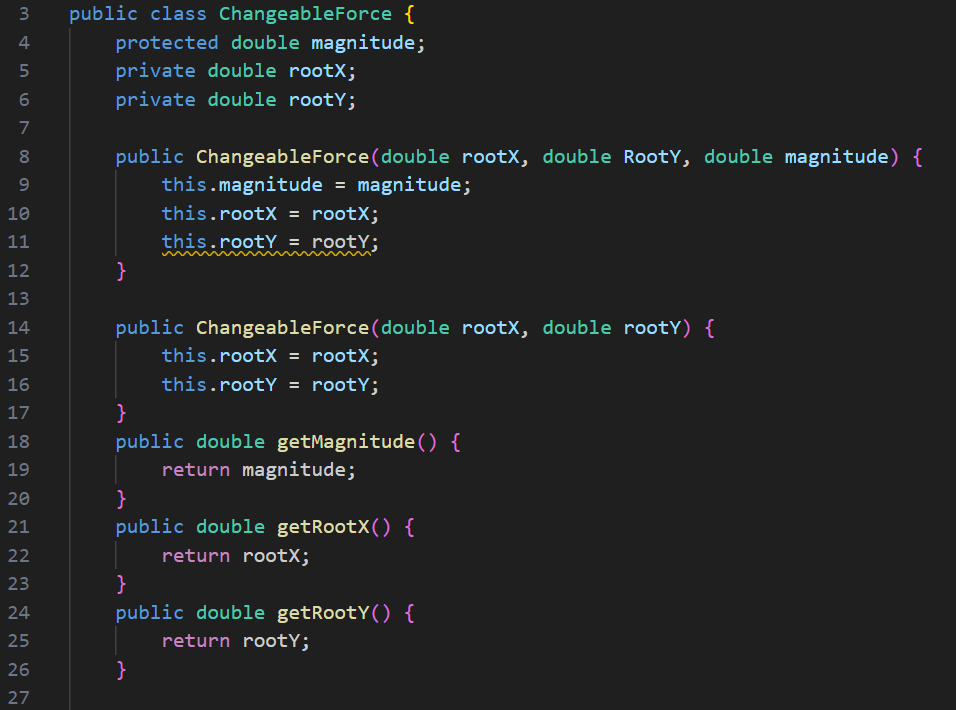 3 public class ChangeableForce {
4 protected double magnitude;
5 private double rootX;
6 private double rootY;
7
8 public ChangeableForce(double rootX, double RootY, double magnitude) {
9 this.magnitude = magnitude;
10 this.rootX = rootX;
11 this.rootY = rootY;
12 }
13
14 public ChangeableForce(double rootX, double rootY) {
15 this.rootX = rootX;
16 this.rootY = rootY;
17 }
18 public double getMagnitude() {
19 return magnitude;
20 }
21 public double getRootX() {
22 return rootX;
23 }
24 public double getRootY() {
25 return rootY;
26 }
27